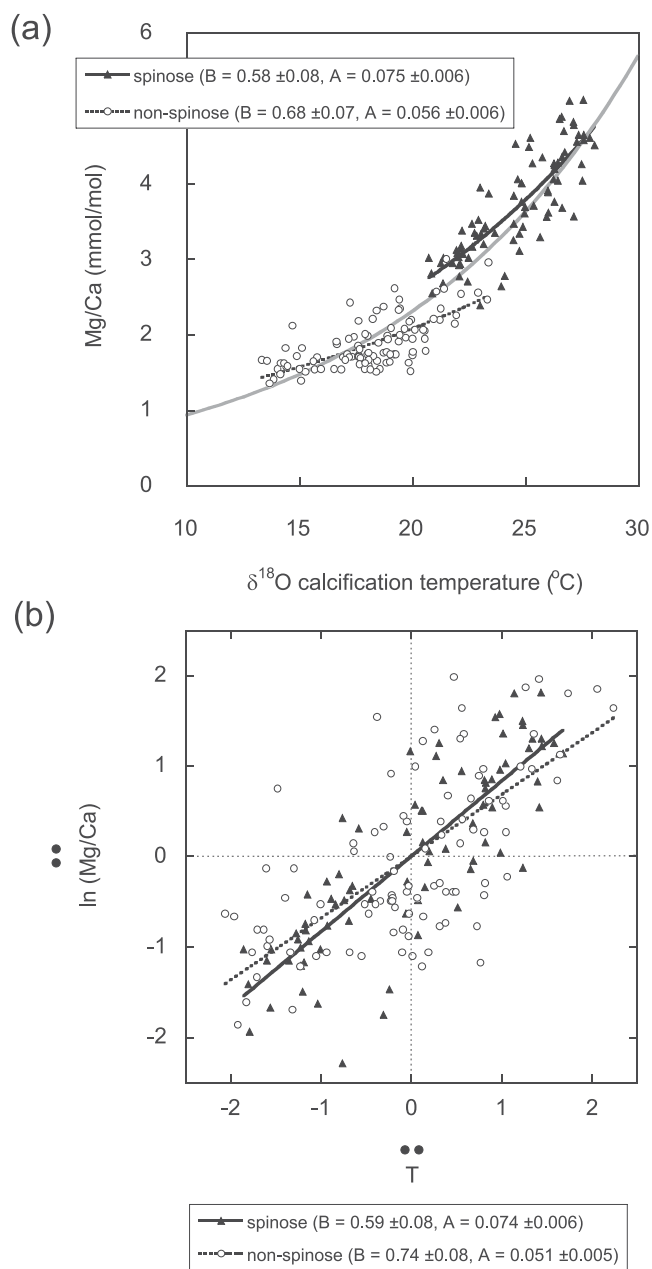 (a)
6
spinose (B = 0.58 ±0.08, A = 0.075 ±0.006)
non-spinose (B = 0.68 ±0.07, A = 0.056 ±0.006)
4
3
2
1
0
Mg/Ca (mmol/mol)
10 15 20 25 30
δ18O calcification temperature (°C)
(b)
2
1
0
-1
-2
ln (Mg/Ca)
-2 -1 0 1 2
T
spinose (B = 0.59 ±0.08, A = 0.074 ±0.006)
non-spinose (B = 0.74 ±0.08, A = 0.051 ±0.005)